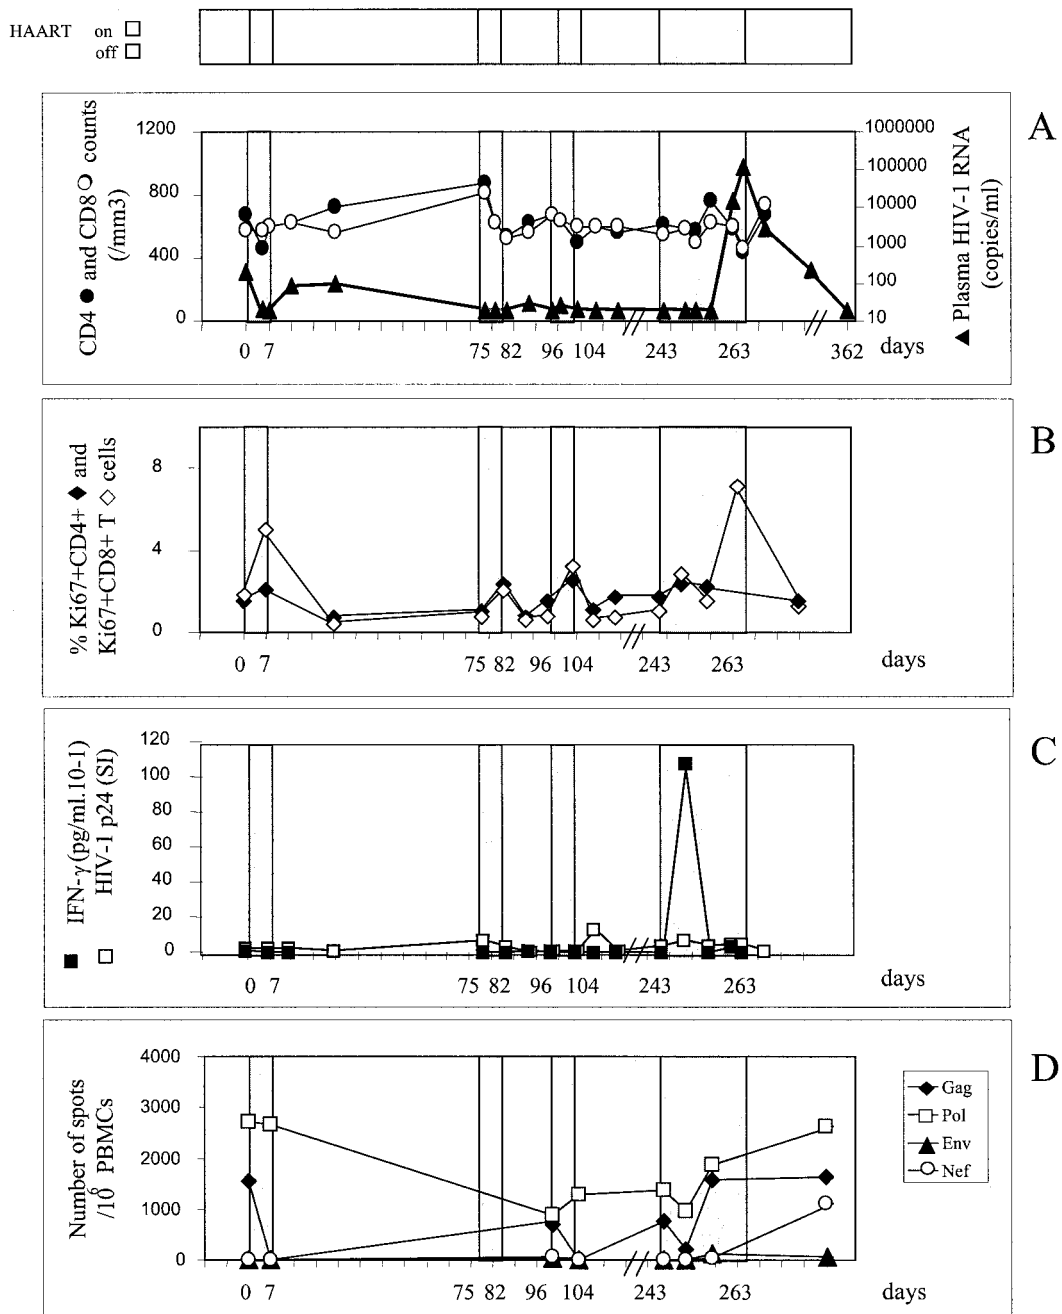 HAART on □
off □
A
CD4 ● and CD8 ○ counts
(/mm3)
1200
800
400
0
1000000
100000
10000
1000
100
10
▲ Plasma HIV-1 RNA
(copies/ml)
0 7 75 82 96 104 243 263 362 days
B
% Ki67+CD4+ ◆ and
Ki67+CD8+ T ◇ cells
8
4
0
0 7 75 82 96 104 243 263 days
C
■ IFN-γ (pg/ml.10-1)
□ HIV-1 p24 (SI)
120
100
80
60
40
20
0
0 7 75 82 96 104 243 263 days
D
Number of spots
/10⁶ PBMCs
4000
3000
2000
1000
0
0 7 75 82 96 104 243 263 days
Gag
Pol
Env
Nef